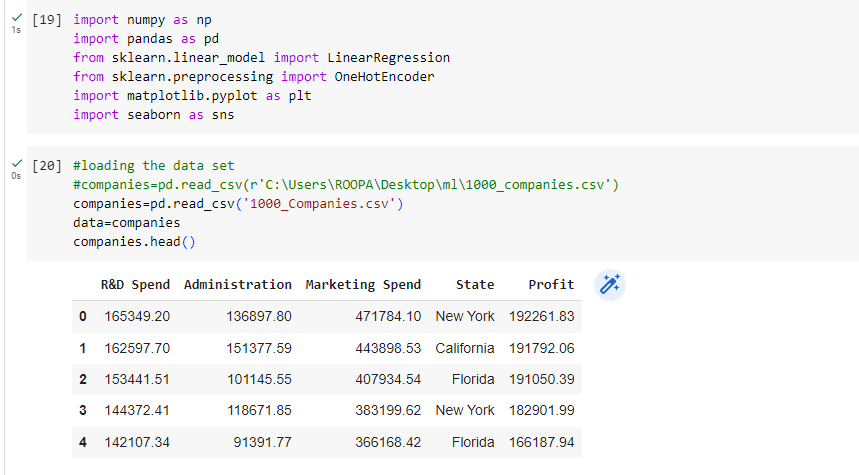 [19] import numpy as np
import pandas as pd
from sklearn.linear_model import LinearRegression
from sklearn.preprocessing import OneHotEncoder
import matplotlib.pyplot as plt
import seaborn as sns
1s
[20] #loading the data set
#companies=pd.read_csv(r'C:\Users\ROOPA\Desktop\ml\1000_companies.csv')
companies=pd.read_csv('1000_Companies.csv')
data=companies
companies.head()
0s
R&D Spend Administration Marketing Spend State Profit
0 165349.20 136897.80 471784.10 New York 192261.83
1 162597.70 151377.59 443898.53 California 191792.06
2 153441.51 101145.55 407934.54 Florida 191050.39
3 144372.41 118671.85 383199.62 New York 182901.99
4 142107.34 91391.77 366168.42 Florida 166187.94